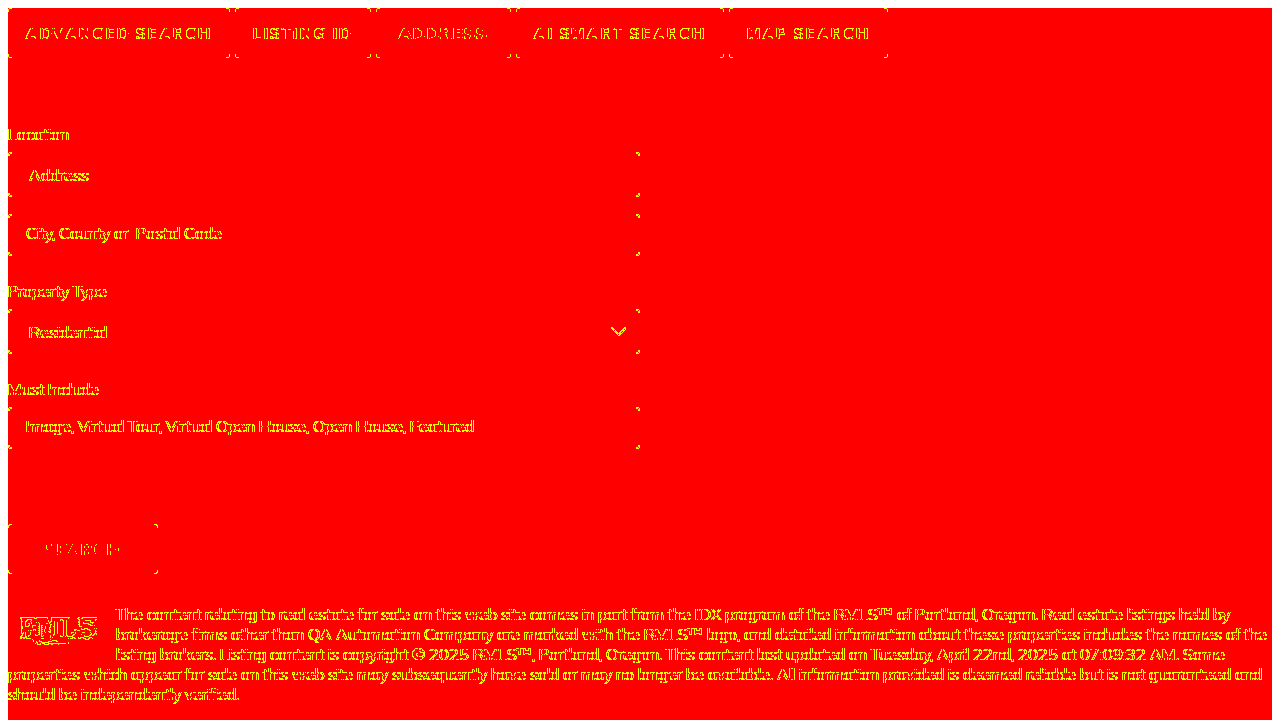 ADVANCED SEARCH LISTING ID ADDRESS AI SMART SEARCH MAP SEARCH
Location
Address
City, County or Postal Code
Property Type
Residential
Must Include
Image, Virtual Tour, Virtual Open House, Open House, Featured
SEARCH
RMLS
The content relating to real estate for sale on this web site comes in part from the IDX program of the RMLS™ of Portland, Oregon. Real estate listings held by
brokerage firms other than QA Automation Company are marked with the RMLS™ logo, and detailed information about these properties includes the names of the
listing brokers. Listing content is copyright © 2025 RMLS™, Portland, Oregon. This content last updated on Tuesday, April 22nd, 2025 at 07:09:32 AM. Some
properties which appear for sale on this web site may subsequently have sold or may no longer be available. All information provided is deemed reliable but is not guaranteed and
should be independently verified.